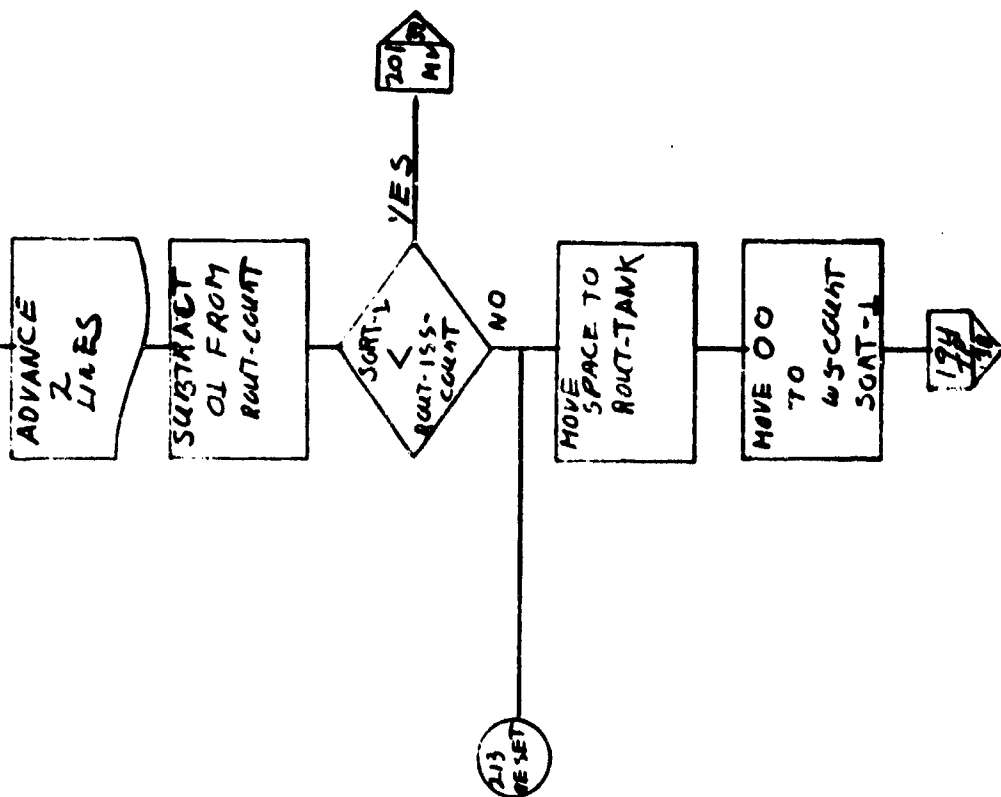 ADVANCE
2
LINES
SUBTRACT
01 FROM
ROUT-COUNT
SORT-1
<
ROUT-ISS-
COUNT
YES
201
NO
MOVE
SPACE TO
ROUT-TANK
MOVE 00
TO
WS-COUNT
SORT-1
213
RESET